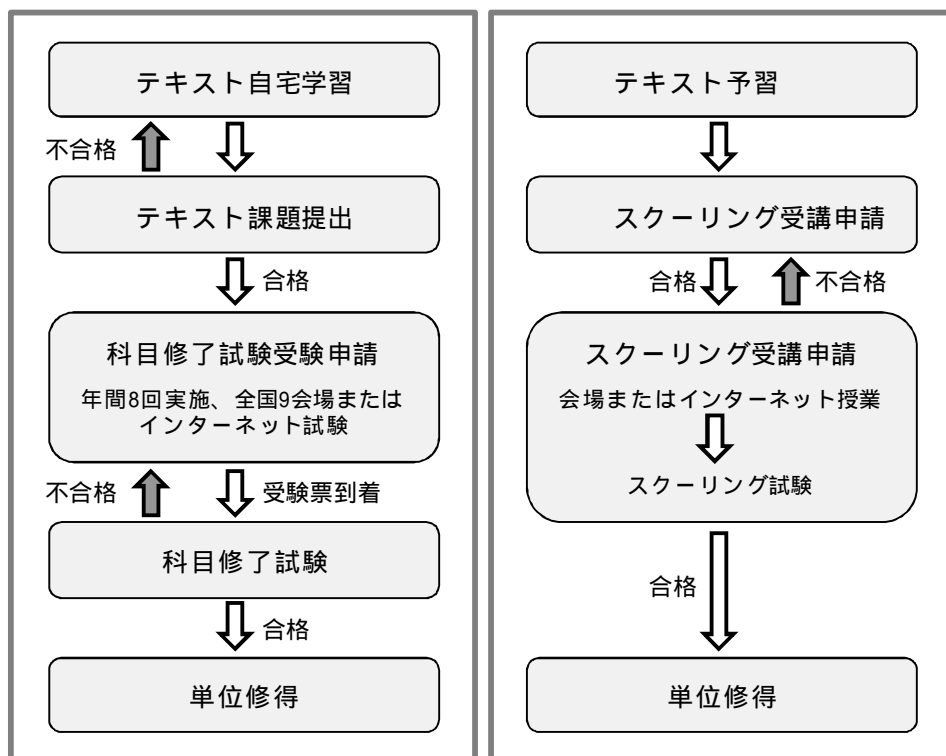 テキスト自宅学習
不合格
テキスト課題提出
合格
科目修了試験受験申請
年間8回実施、全国9会場または
インターネット試験
不合格
受験票到着
科目修了試験
合格
単位修得
テキスト予習
スクーリング受講申請
合格
不合格
スクーリング受講申請
会場またはインターネット授業
スクーリング試験
合格
単位修得